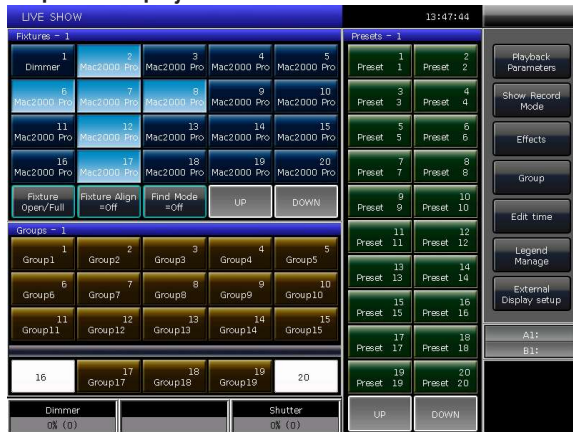 LIVE SHOW
13:47:44
Fixtures - 1
1 Dimmer
2 Mac2000 Pro
3 Mac2000 Pro
4 Mac2000 Pro
5 Mac2000 Pro
6 Mac2000 Pro
7 Mac2000 Pro
8 Mac2000 Pro
9 Mac2000 Pro
10 Mac2000 Pro
11 Mac2000 Pro
12 Mac2000 Pro
13 Mac2000 Pro
14 Mac2000 Pro
15 Mac2000 Pro
16 Mac2000 Pro
17 Mac2000 Pro
18 Mac2000 Pro
19 Mac2000 Pro
20 Mac2000 Pro
Fixture
Open/Full
Fixture Align
=Off
Find Mode
=Off
UP
DOWN
Groups - 1
1 Group1
2 Group2
3 Group3
4 Group4
5 Group5
6 Group6
7 Group7
8 Group8
9 Group9
10 Group10
11 Group11
12 Group12
13 Group13
14 Group14
15 Group15
16
17 Group17
18 Group18
19 Group19
20
Dimmer
0% (0)
Shutter
0% (0)
Presets - 1
1 Preset 1
2 Preset 2
3 Preset 3
4 Preset 4
5 Preset 5
6 Preset 6
7 Preset 7
8 Preset 8
9 Preset 9
10 Preset 10
11 Preset 11
12 Preset 12
13 Preset 13
14 Preset 14
15 Preset 15
16 Preset 16
17 Preset 17
18 Preset 18
19 Preset 19
20 Preset 20
UP
DOWN
Playback
Parameters
Show Record
Mode
Effects
Group
Edit time
Legend
Manage
External
Display setup
A1:
B1: